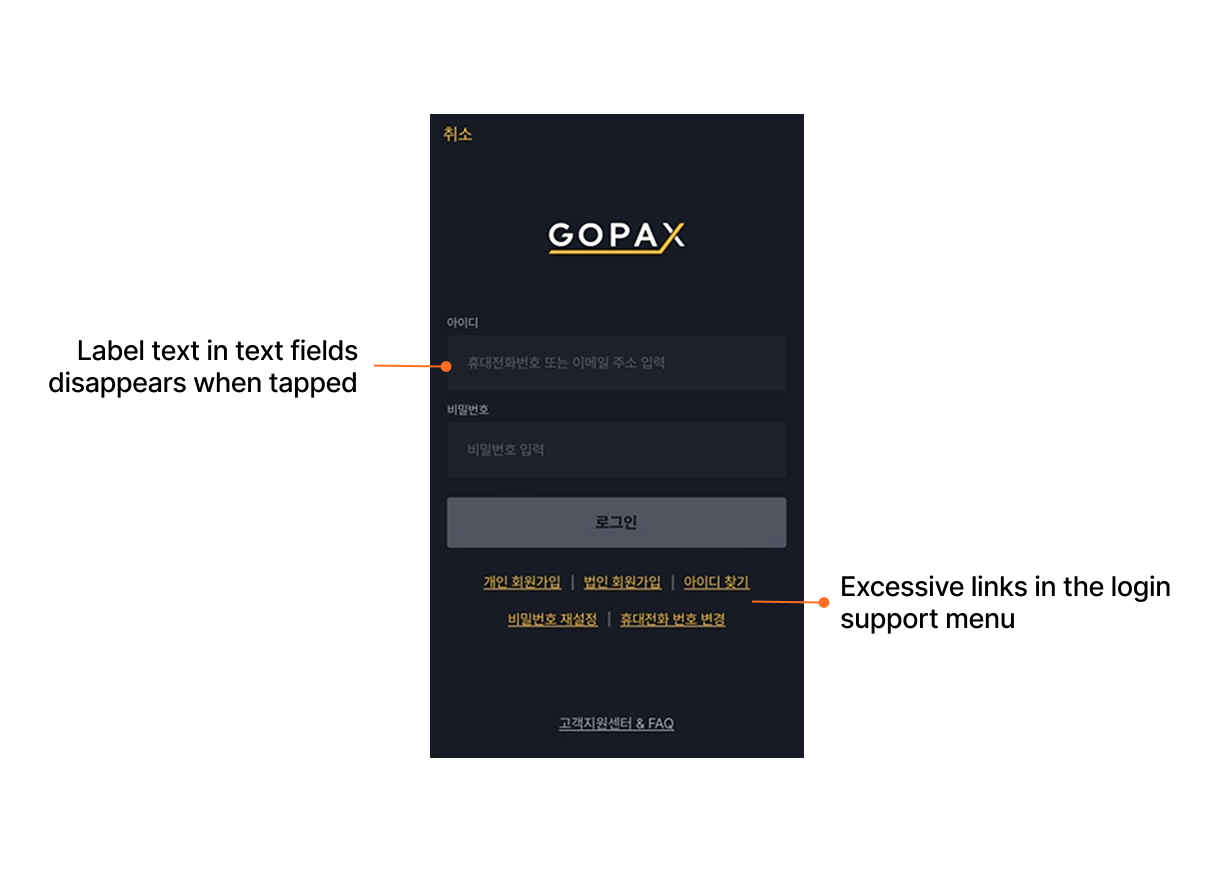 취소
GOPAX
아이디
Label text in text fields
disappears when tapped
휴대전화번호 또는 이메일 주소 입력
비밀번호
비밀번호 입력
로그인
개인 회원가입 | 법인 회원가입 | 아이디 찾기
비밀번호 재설정 | 휴대전화 번호 변경
Excessive links in the login
support menu
고객지원센터 & FAQ